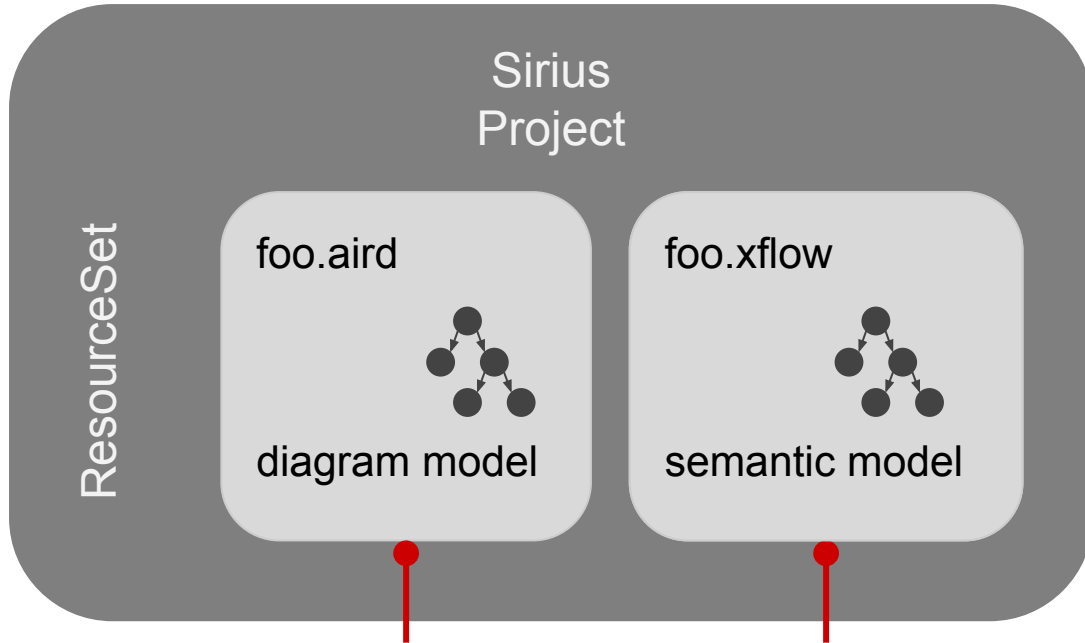 Sirius
Project
ResourceSet
foo.aird
diagram model
foo.xflow
semantic model